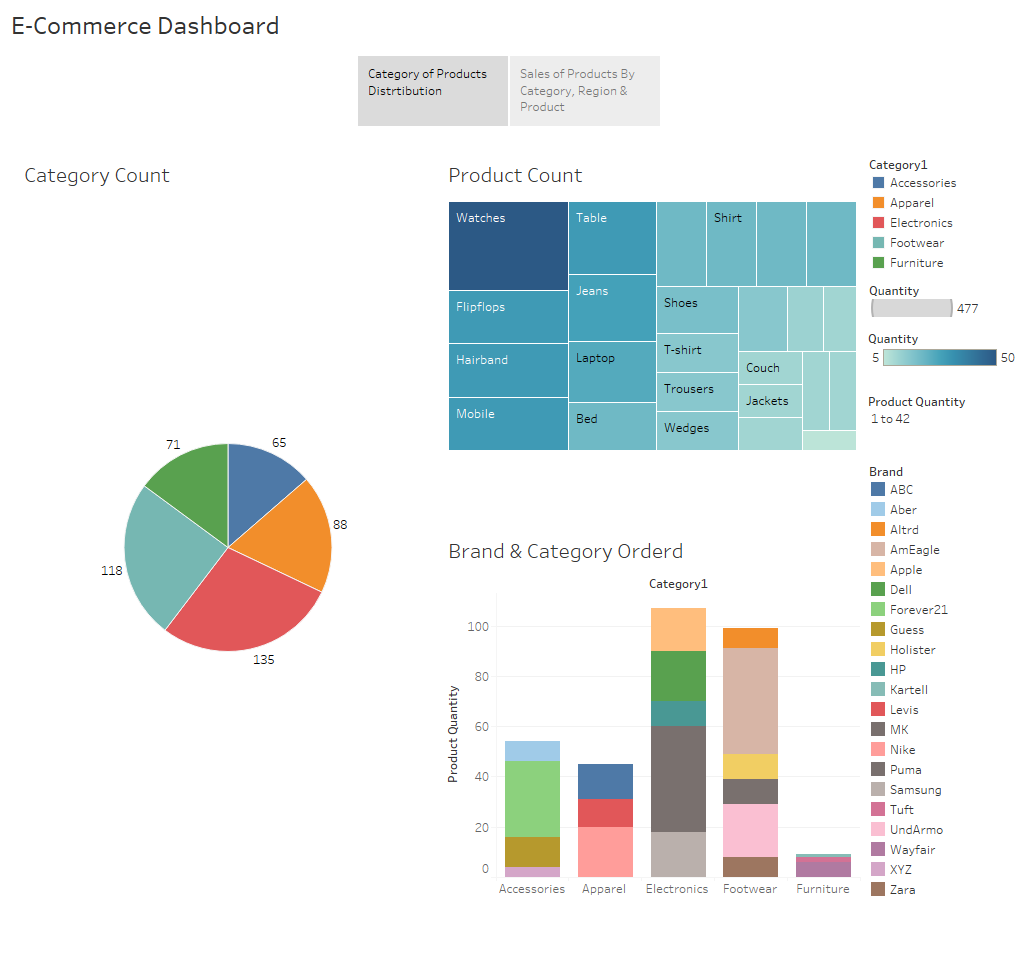 E-Commerce Dashboard
Category of Products
Distrtibution
Sales of Products By
Category, Region &
Product
Category Count
71
65
88
118
135
Product Count
Watches
Flipflops
Hairband
Mobile
Table
Jeans
Laptop
Bed
Shirt
Shoes
T-shirt
Trousers
Wedges
Couch
Jackets
Category1
Accessories
Apparel
Electronics
Footwear
Furniture
Quantity
477
Quantity
5 50
Product Quantity
1 to 42
Brand & Category Orderd
Category1
Product Quantity
100
80
60
40
20
0
Accessories Apparel Electronics Footwear Furniture
Brand
ABC
Aber
Altrd
AmEagle
Apple
Dell
Forever21
Guess
Holister
HP
Kartell
Levis
MK
Nike
Puma
Samsung
Tuft
UndArmo
Wayfair
XYZ
Zara